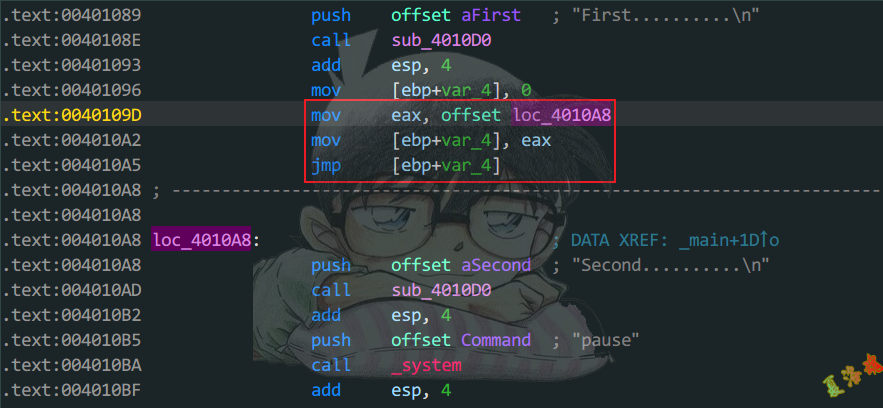 .text:00401089 push offset aFirst ; "First..........\n"
.text:0040108E call sub_4010D0
.text:00401093 add esp, 4
.text:00401096 mov [ebp+var_4], 0
.text:0040109D mov eax, offset loc_4010A8
.text:004010A2 mov [ebp+var_4], eax
.text:004010A5 jmp [ebp+var_4]
.text:004010A8 ; ---------------------------------------------------------------------------
.text:004010A8
.text:004010A8 loc_4010A8: ; DATA XREF: _main+1D↑o
.text:004010A8 push offset aSecond ; "Second..........\n"
.text:004010AD call sub_4010D0
.text:004010B2 add esp, 4
.text:004010B5 push offset Command ; "pause"
.text:004010BA call _system
.text:004010BF add esp, 4